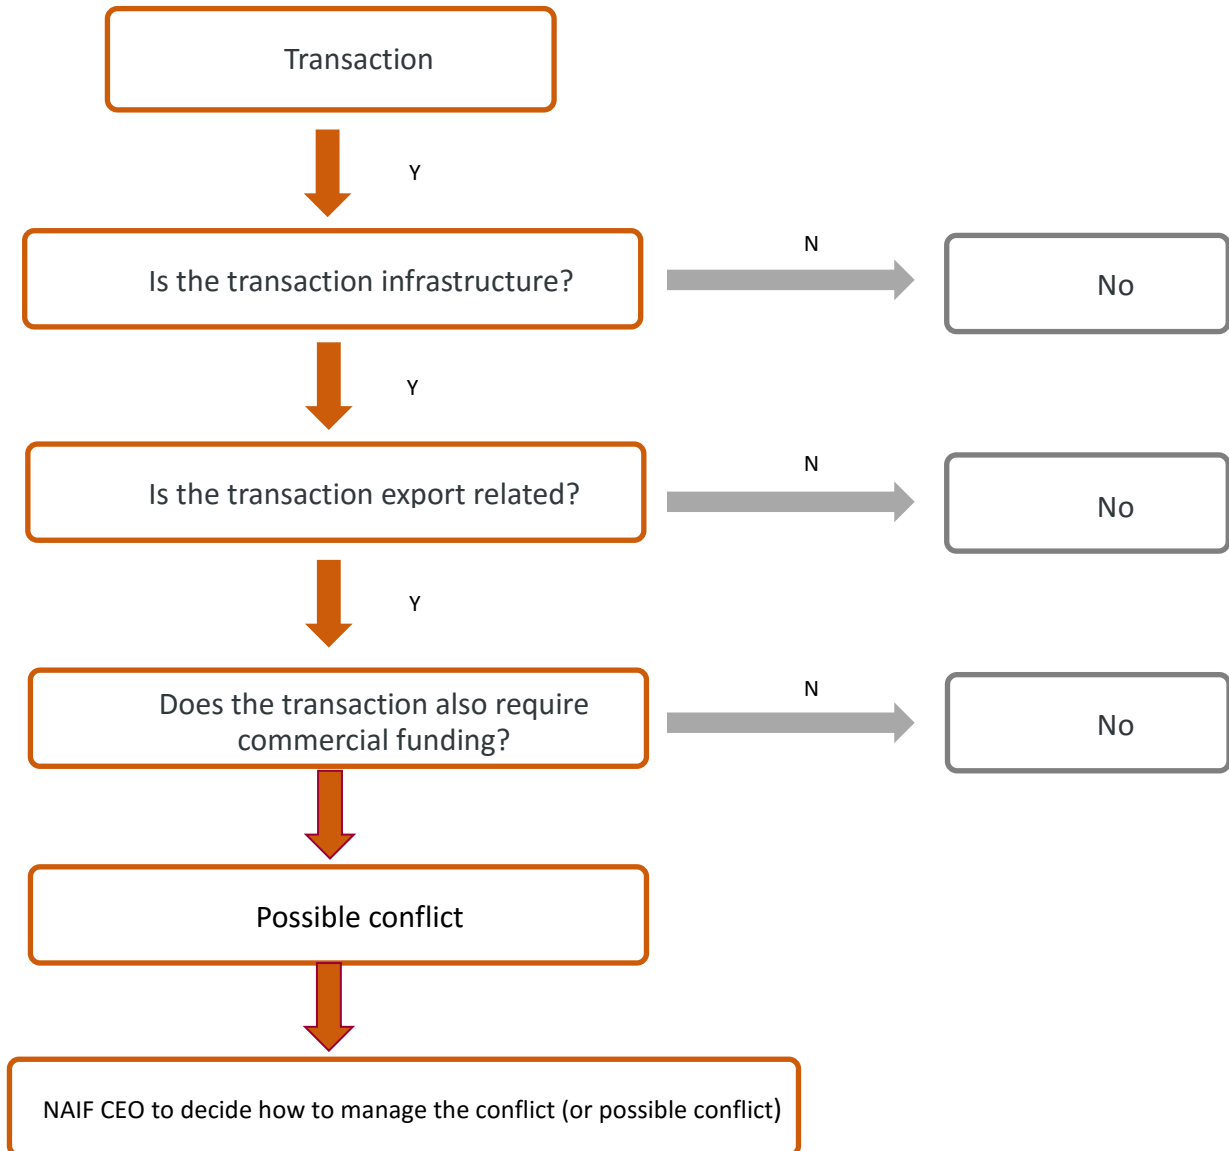 Transaction
Y
N
Is the transaction infrastructure?
No
Y
N
Is the transaction export related?
No
Y
N
Does the transaction also require
commercial funding?
No
Possible conflict
NAIF CEO to decide how to manage the conflict (or possible conflict)